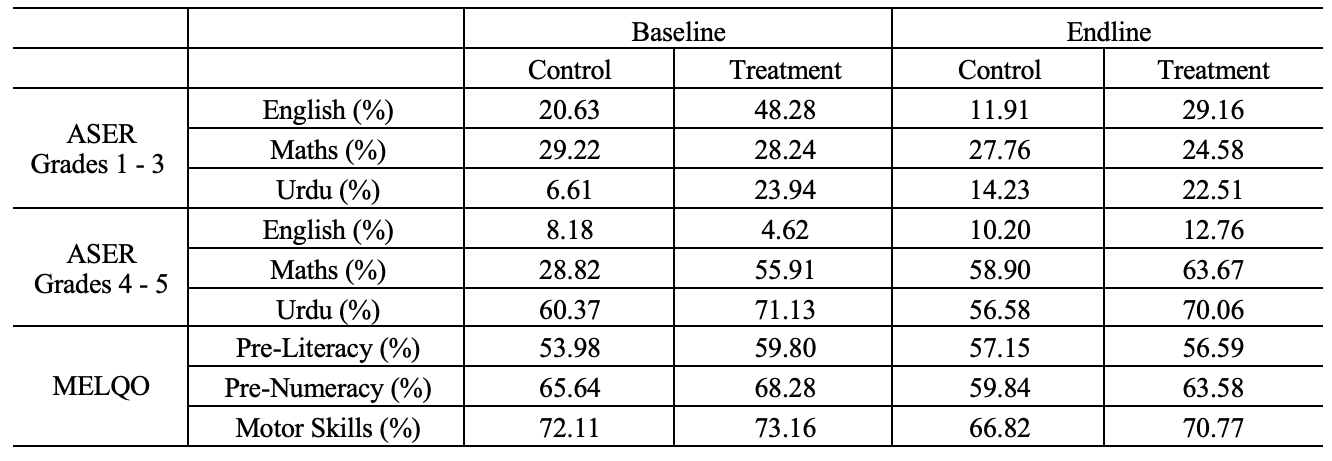 Baseline Endline
Control Treatment Control Treatment
ASER Grades 1 - 3 English (%) 20.63 48.28 11.91 29.16
Maths (%) 29.22 28.24 27.76 24.58
Urdu (%) 6.61 23.94 14.23 22.51
ASER Grades 4 - 5 English (%) 8.18 4.62 10.20 12.76
Maths (%) 28.82 55.91 58.90 63.67
Urdu (%) 60.37 71.13 56.58 70.06
MELQO Pre-Literacy (%) 53.98 59.80 57.15 56.59
Pre-Numeracy (%) 65.64 68.28 59.84 63.58
Motor Skills (%) 72.11 73.16 66.82 70.77